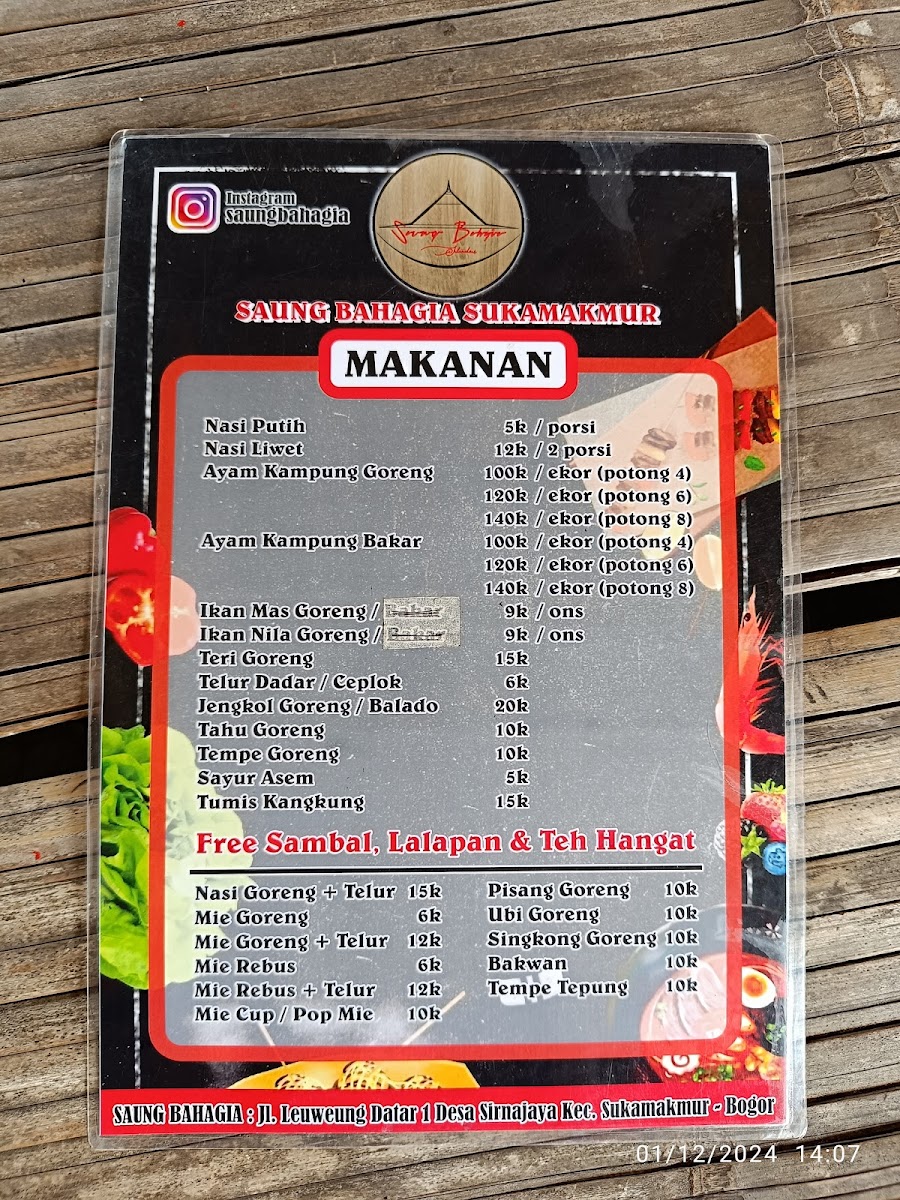 Instagram
saungbahagia
Saung Bahagia
SAUNG BAHAGIA SUKAMAKMUR
MAKANAN
Nasi Putih 5k / porsi
Nasi Liwet 12k / 2 porsi
Ayam Kampung Goreng 100k / ekor (potong 4)
120k / ekor (potong 6)
140k / ekor (potong 8)
Ayam Kampung Bakar 100k / ekor (potong 4)
120k / ekor (potong 6)
140k / ekor (potong 8)
Ikan Mas Goreng / Bakar 9k / ons
Ikan Nila Goreng / Bakar 9k / ons
Teri Goreng 15k
Telur Dadar / Ceplok 6k
Jengkol Goreng / Balado 20k
Tahu Goreng 10k
Tempe Goreng 10k
Sayur Asem 5k
Tumis Kangkung 15k
Free Sambal, Lalapan & Teh Hangat
Nasi Goreng + Telur 15k
Mie Goreng 6k
Mie Goreng + Telur 12k
Mie Rebus 6k
Mie Rebus + Telur 12k
Mie Cup / Pop Mie 10k
Pisang Goreng 10k
Ubi Goreng 10k
Singkong Goreng 10k
Bakwan 10k
Tempe Tepung 10k
SAUNG BAHAGIA : Jl. Leuweung Datar 1 Desa Sirnajaya Kec. Sukamakmur - Bogor
01/12/2024 14:07